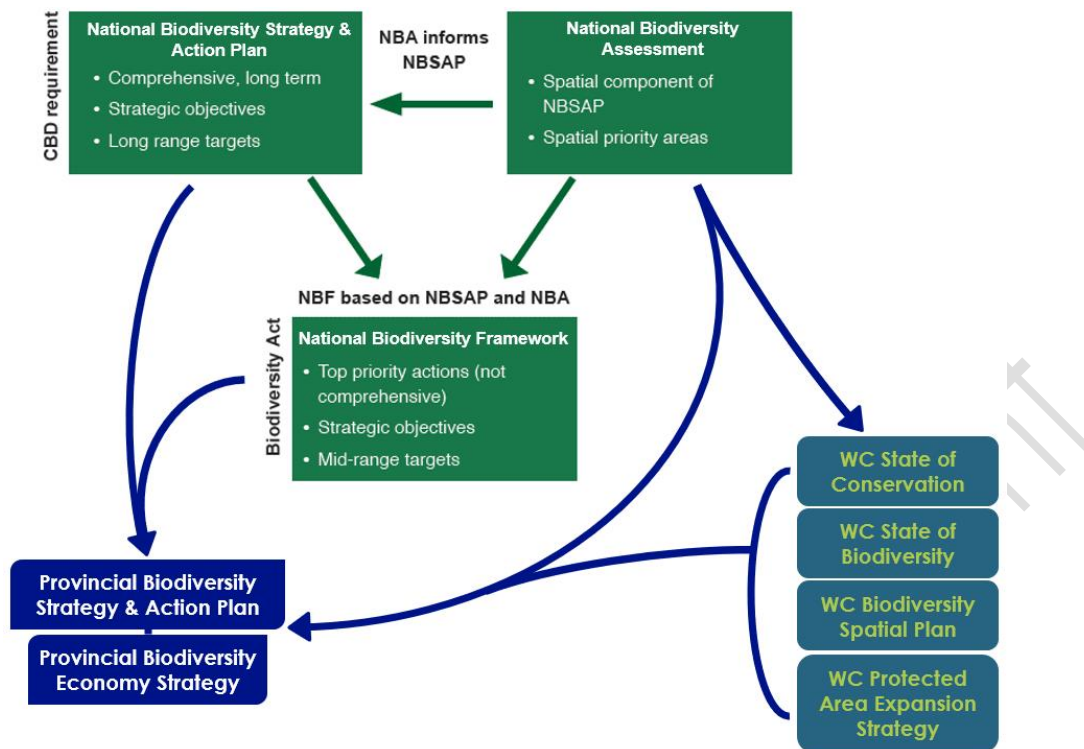 CBD requirement
National Biodiversity Strategy &
Action Plan
• Comprehensive, long term
• Strategic objectives
• Long range targets
NBA informs
NBSAP
National Biodiversity
Assessment
• Spatial component of
NBSAP
• Spatial priority areas
NBF based on NBSAP and NBA
Biodiversity Act
National Biodiversity Framework
• Top priority actions (not
comprehensive)
• Strategic objectives
• Mid-range targets
WC State of
Conservation
WC State of
Biodiversity
WC Biodiversity
Spatial Plan
WC Protected
Area Expansion
Strategy
Provincial Biodiversity
Strategy & Action Plan
Provincial Biodiversity
Economy Strategy